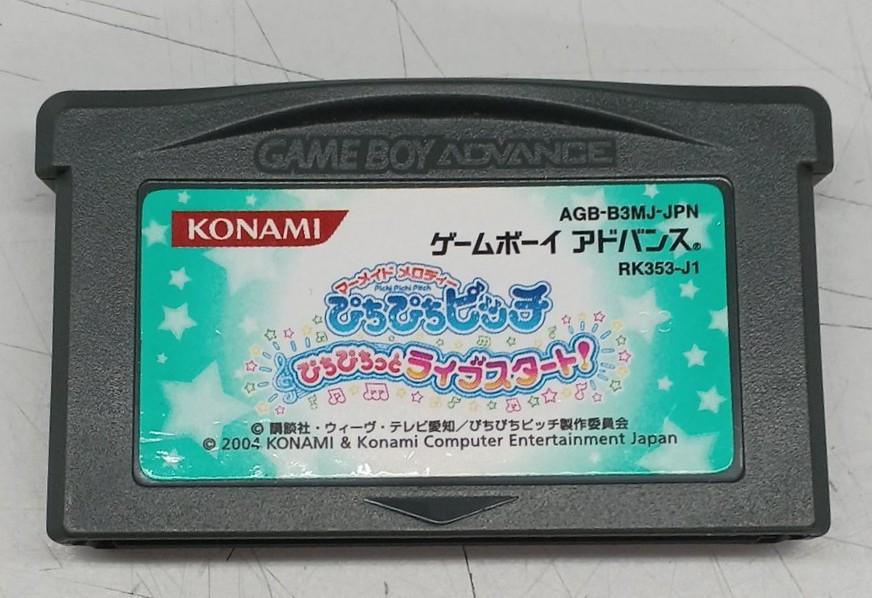 GAME BOY ADVANCE
KONAMI
AGB-B3MJ-JPN
ゲームボーイ アドバンス®
RK353-J1
マーメイド メロディー
Pichi Pichi Pitch
ぴちぴちピッチ
ぴちぴちっと ライブスタート!
© 講談社・ウィーヴ・テレビ愛知／ぴちぴちピッチ製作委員会
© 2004 KONAMI & Konami Computer Entertainment Japan